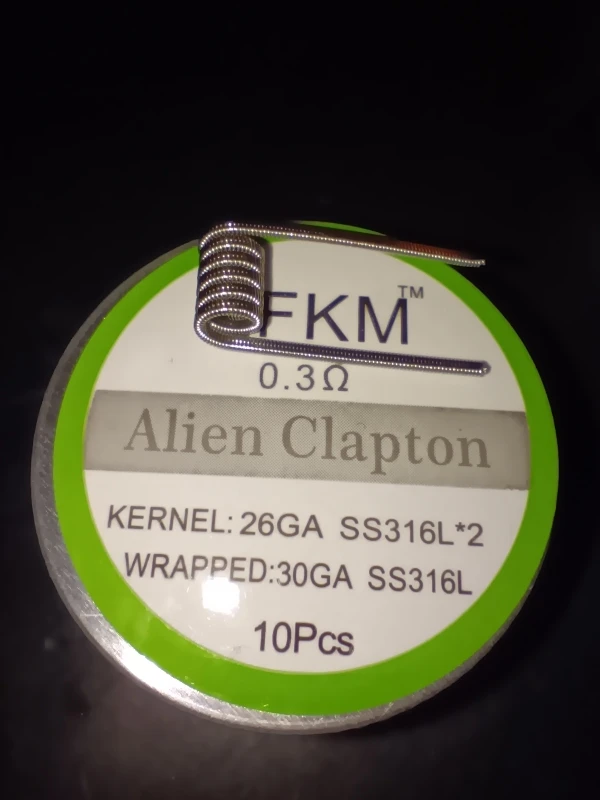 FKM™
0.3Ω
Alien Clapton
KERNEL: 26GA SS316L*2
WRAPPED:30GA SS316L
10Pcs